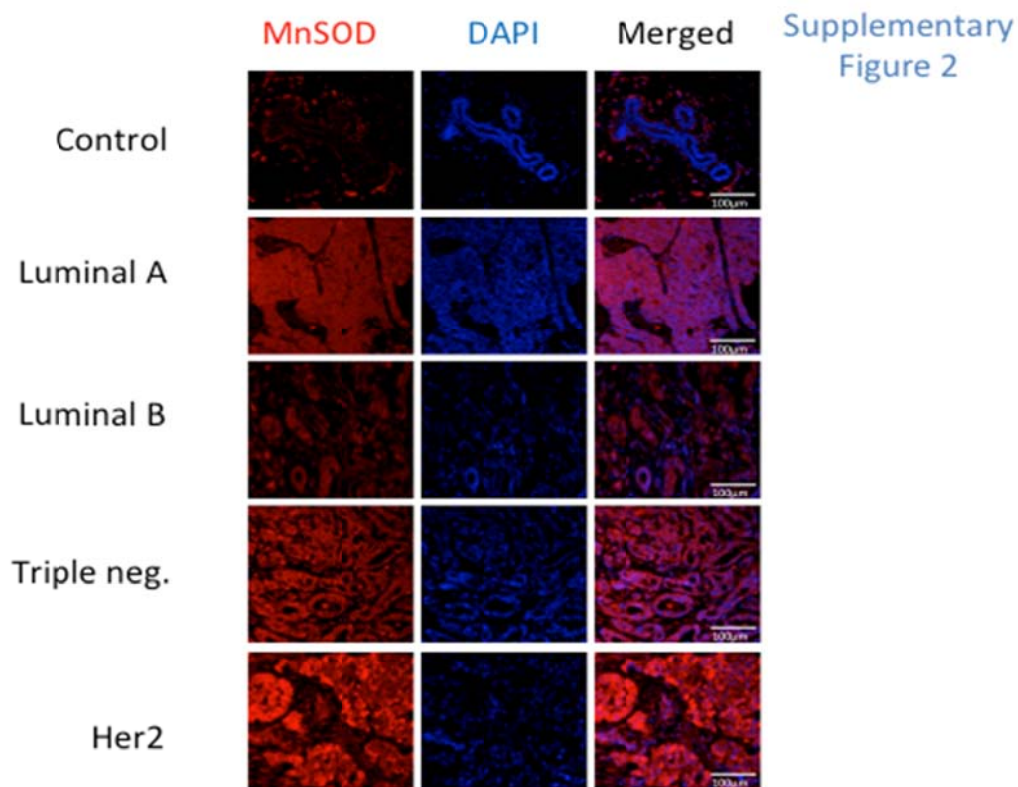 MnSOD DAPI Merged Supplementary
Figure 2
Control
100μm
Luminal A
100μm
Luminal B
100μm
Triple neg.
100μm
Her2
100μm